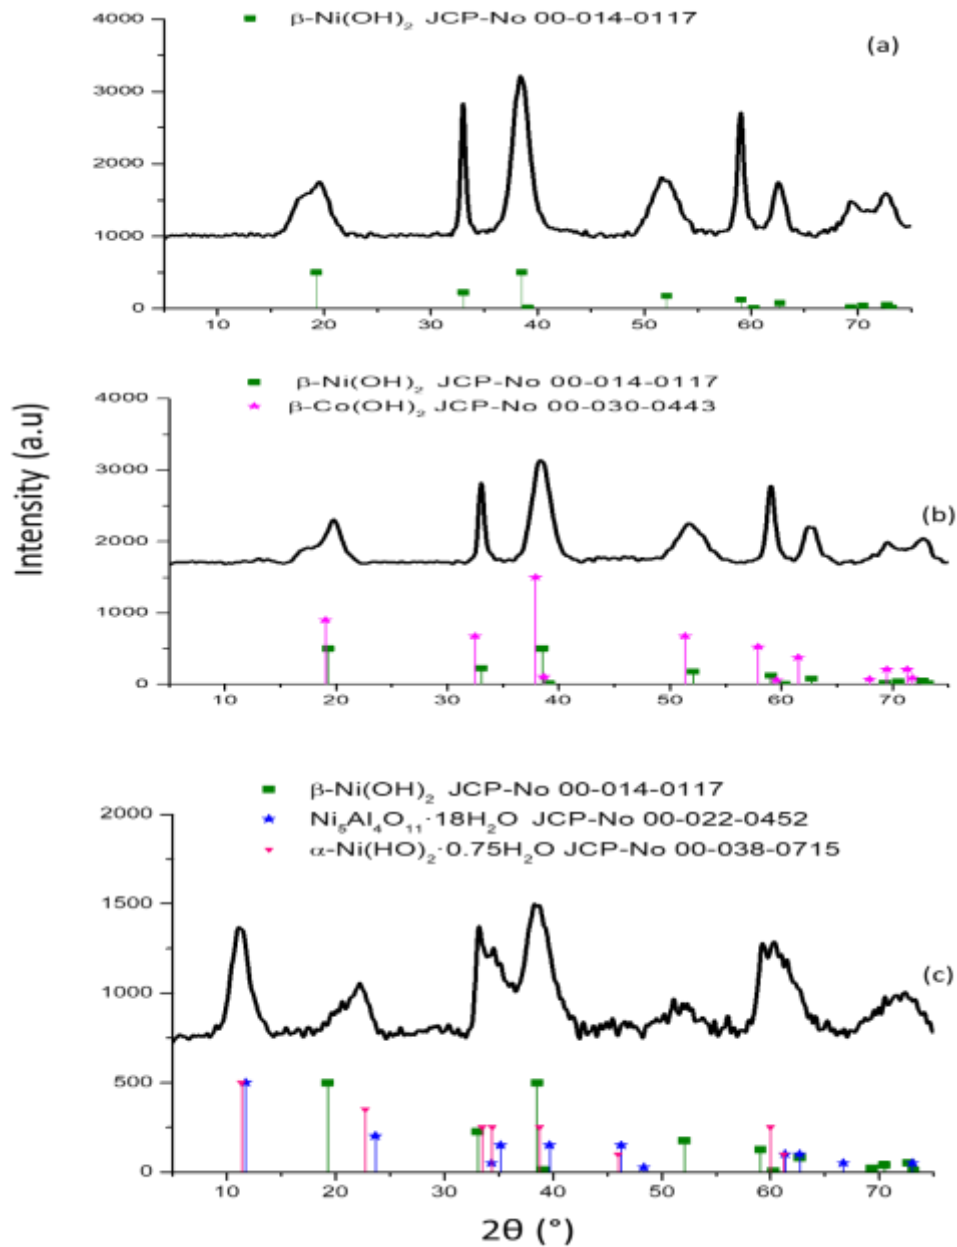 β-Ni(OH)₂ JCP-No 00-014-0117
(a)
4000
3000
2000
1000
0
10 20 30 40 50 60 70
β-Ni(OH)₂ JCP-No 00-014-0117
β-Co(OH)₂ JCP-No 00-030-0443
(b)
4000
3000
2000
1000
0
10 20 30 40 50 60 70
Intensity (a.u)
β-Ni(OH)₂ JCP-No 00-014-0117
Ni₅Al₄O₁₁·18H₂O JCP-No 00-022-0452
α-Ni(HO)₂·0.75H₂O JCP-No 00-038-0715
(c)
2000
1500
1000
500
0
10 20 30 40 50 60 70
2θ (°)